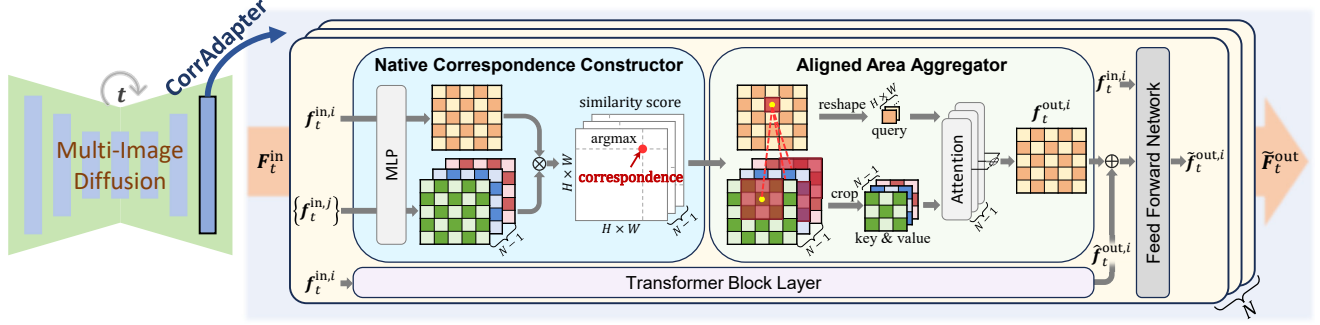 CorrAdapter
t
Multi-Image
Diffusion
F_t^in
Native Correspondence Constructor
f_t^{in,i}
{f_t^{in,j}}
MLP
⊗
N−1
similarity score
argmax
correspondence
H × W
H × W
N−1
Aligned Area Aggregator
reshape
H × W
query
crop
N−1
key & value
N−1
Attention
f_t^{out,i}
⊕
f̂_t^{out,i}
f_t^{in,i}
Transformer Block Layer
f_t^{in,i}
Feed Forward Network
f̃_t^{out,i}
N
F̃_t^out